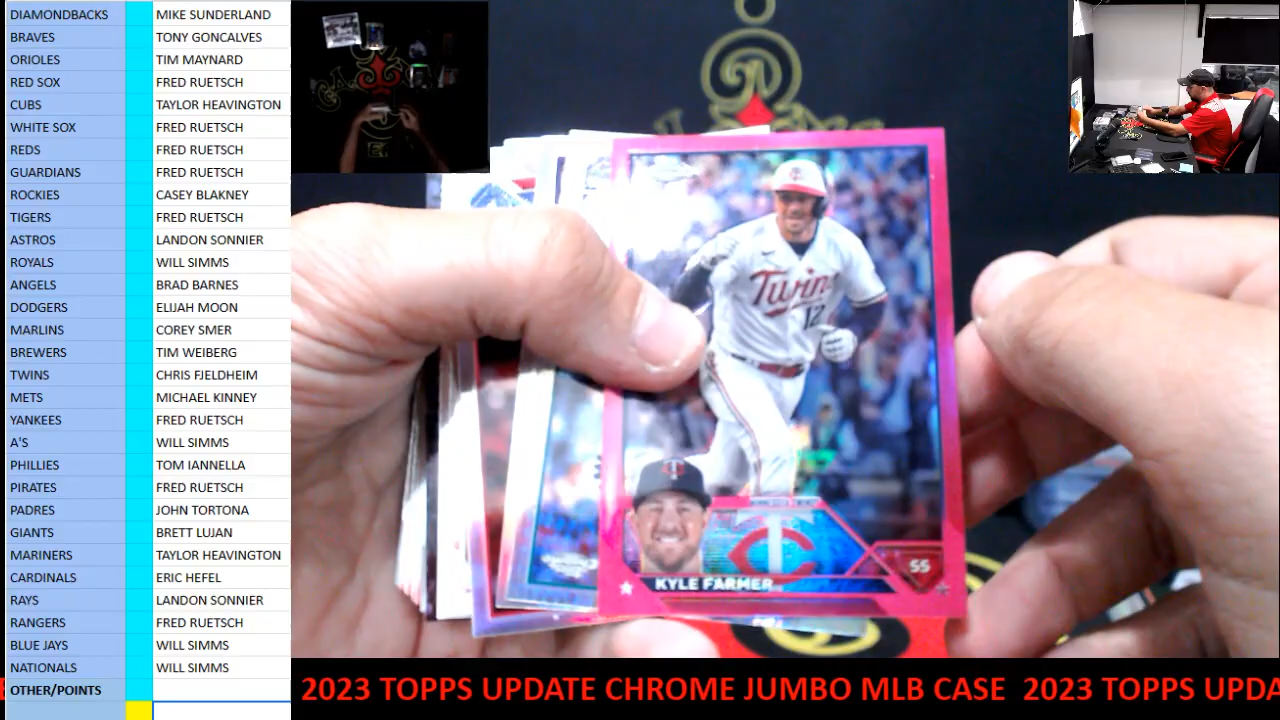 DIAMONDBACKS MIKE SUNDERLAND
BRAVES TONY GONCALVES
ORIOLES TIM MAYNARD
RED SOX FRED RUETSCH
CUBS TAYLOR HEAVINGTON
WHITE SOX FRED RUETSCH
REDS FRED RUETSCH
GUARDIANS FRED RUETSCH
ROCKIES CASEY BLAKNEY
TIGERS FRED RUETSCH
ASTROS LANDON SONNIER
ROYALS WILL SIMMS
ANGELS BRAD BARNES
DODGERS ELIJAH MOON
MARLINS COREY SMER
BREWERS TIM WEIBERG
TWINS CHRIS FJELDHEIM
METS MICHAEL KINNEY
YANKEES FRED RUETSCH
A'S WILL SIMMS
PHILLIES TOM IANNELLA
PIRATES FRED RUETSCH
PADRES JOHN TORTONA
GIANTS BRETT LUJAN
MARINERS TAYLOR HEAVINGTON
CARDINALS ERIC HEFEL
RAYS LANDON SONNIER
RANGERS FRED RUETSCH
BLUE JAYS WILL SIMMS
NATIONALS WILL SIMMS
OTHER/POINTS
Twins
12
TC
SS
KYLE FARMER
2023 TOPPS UPDATE CHROME JUMBO MLB CASE 2023 TOPPS UPDA